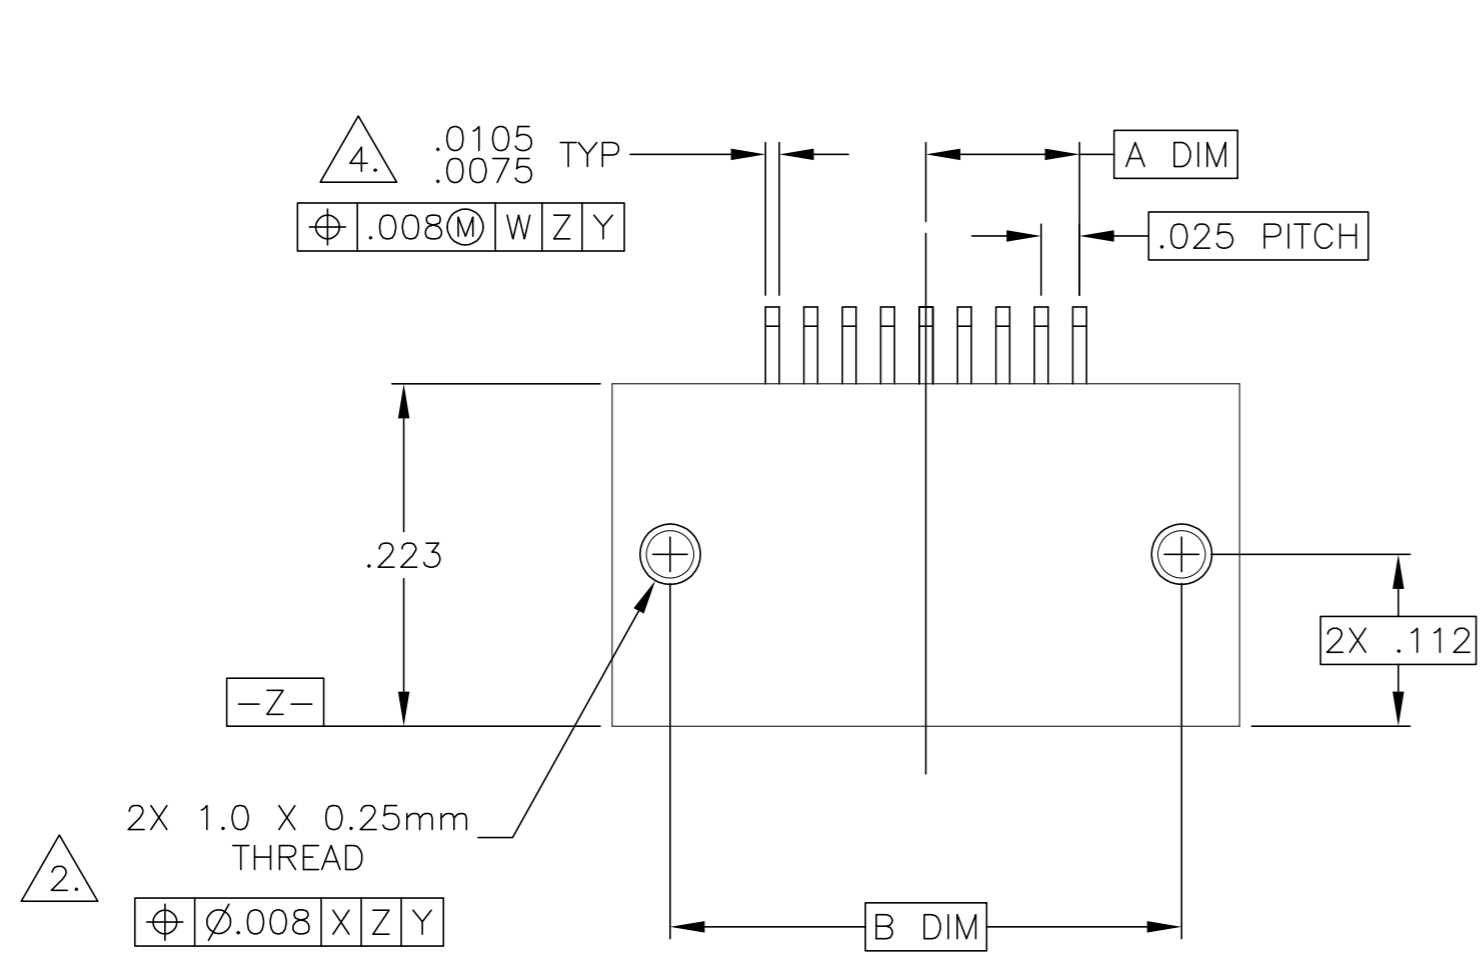 4.
.0105
.0075
TYP
A DIM
⌖ .008Ⓜ W Z Y
.025 PITCH
.223
2X .112
-Z-
2X 1.0 X 0.25mm
THREAD
2.
⌖ Ø.008 X Z Y
B DIM